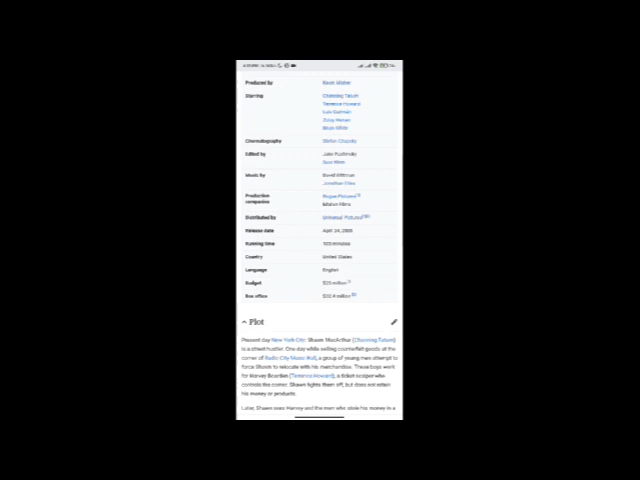 Produced by Kevin Misher
Starring Channing Tatum
Terrence Howard
Luis Guzmán
Zulay Henao
Brian White
Cinematography Stefan Czapsky
Edited by
Music by David Wittman
Jonathan Elias
Production companies Rogue Pictures
Misher Films
Distributed by Universal Pictures
Release date April 24, 2009
Running time 105 minutes
Country United States
Language English
Budget $25 million
Box office million
Plot
Present day New York City: Shawn MacArthur (Channing Tatum)
is a street hustler. One day while selling counterfeit goods at the
corner of Radio City Music Hall, a group of young men attempt to
force Shawn to relocate with his merchandise. These boys work
for Harvey Boarden (Terrence Howard), a ticket scalper who
controls the corner. Shawn fights them off, but does not retain
his money or products.
Later, Shawn sees Harvey and the men who stole his money in a